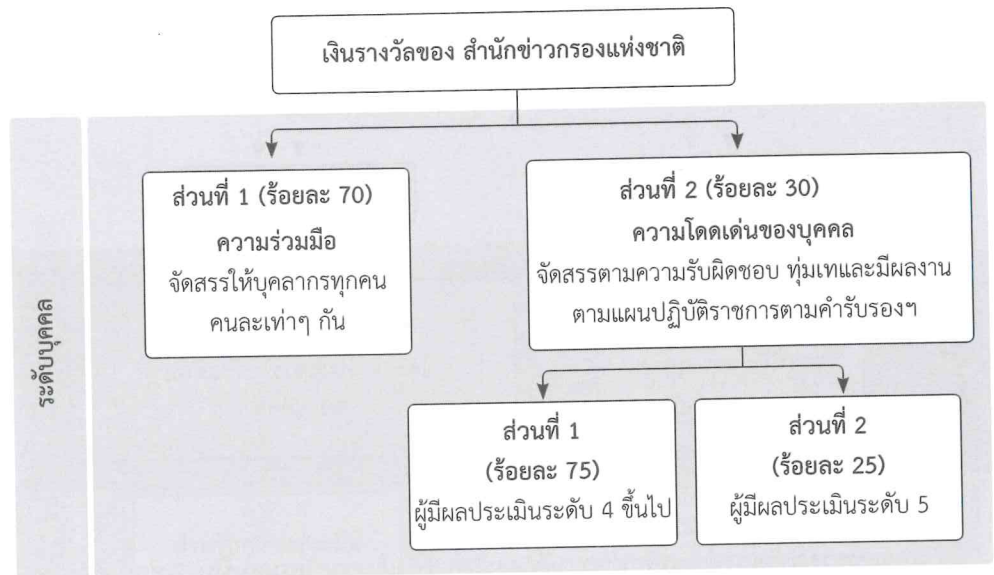 เงินรางวัลของ สำนักข่าวกรองแห่งชาติ
ระดับบุคคล
ส่วนที่ 1 (ร้อยละ 70)
ความร่วมมือ
จัดสรรให้บุคลากรทุกคน
คนละเท่าๆ กัน
ส่วนที่ 2 (ร้อยละ 30)
ความโดดเด่นของบุคคล
จัดสรรตามความรับผิดชอบ ทุ่มเทและมีผลงาน
ตามแผนปฏิบัติราชการตามคำรับรองฯ
ส่วนที่ 1
(ร้อยละ 75)
ผู้มีผลประเมินระดับ 4 ขึ้นไป
ส่วนที่ 2
(ร้อยละ 25)
ผู้มีผลประเมินระดับ 5